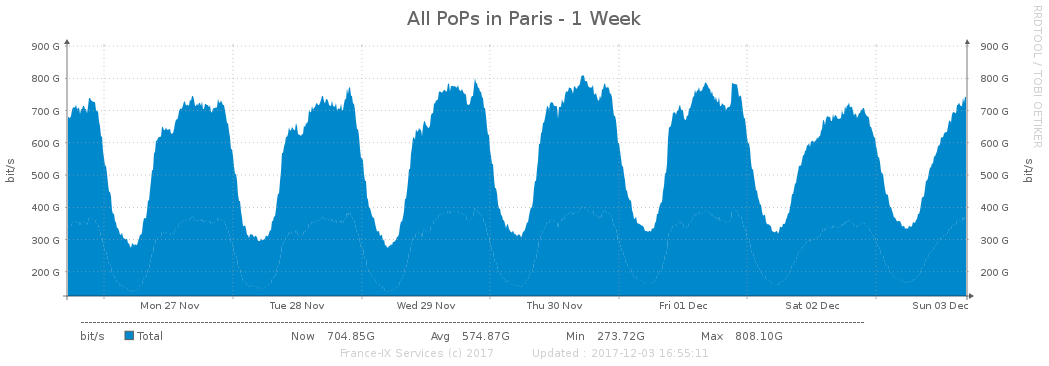 All PoPs in Paris - 1 Week
RRDTOOL / TOBI OETIKER
900 G 900 G
800 G 800 G
700 G 700 G
600 G 600 G
500 G 500 G
400 G 400 G
300 G 300 G
200 G 200 G
bit/s bit/s
Mon 27 Nov Tue 28 Nov Wed 29 Nov Thu 30 Nov Fri 01 Dec Sat 02 Dec Sun 03 Dec
bit/s Total Now 704.85G Avg 574.87G Min 273.72G Max 808.10G
France-IX Services (c) 2017 Updated : 2017-12-03 16:55:11